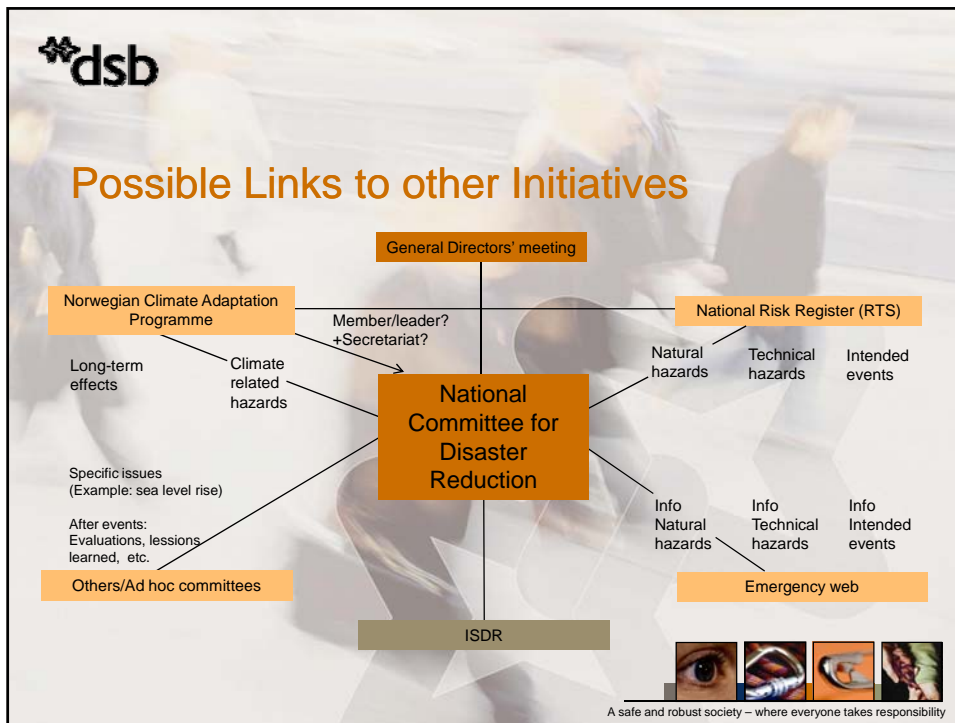 dsb
Possible Links to other Initiatives
General Directors' meeting
Norwegian Climate Adaptation
Programme
National Risk Register (RTS)
Member/leader?
+Secretariat?
Long-term
effects
Climate
related
hazards
Natural
hazards
Technical
hazards
Intended
events
National
Committee for
Disaster
Reduction
Specific issues
(Example: sea level rise)
After events:
Evaluations, lessions
learned, etc.
Info
Natural
hazards
Info
Technical
hazards
Info
Intended
events
Others/Ad hoc committees
Emergency web
ISDR
A safe and robust society – where everyone takes responsibility